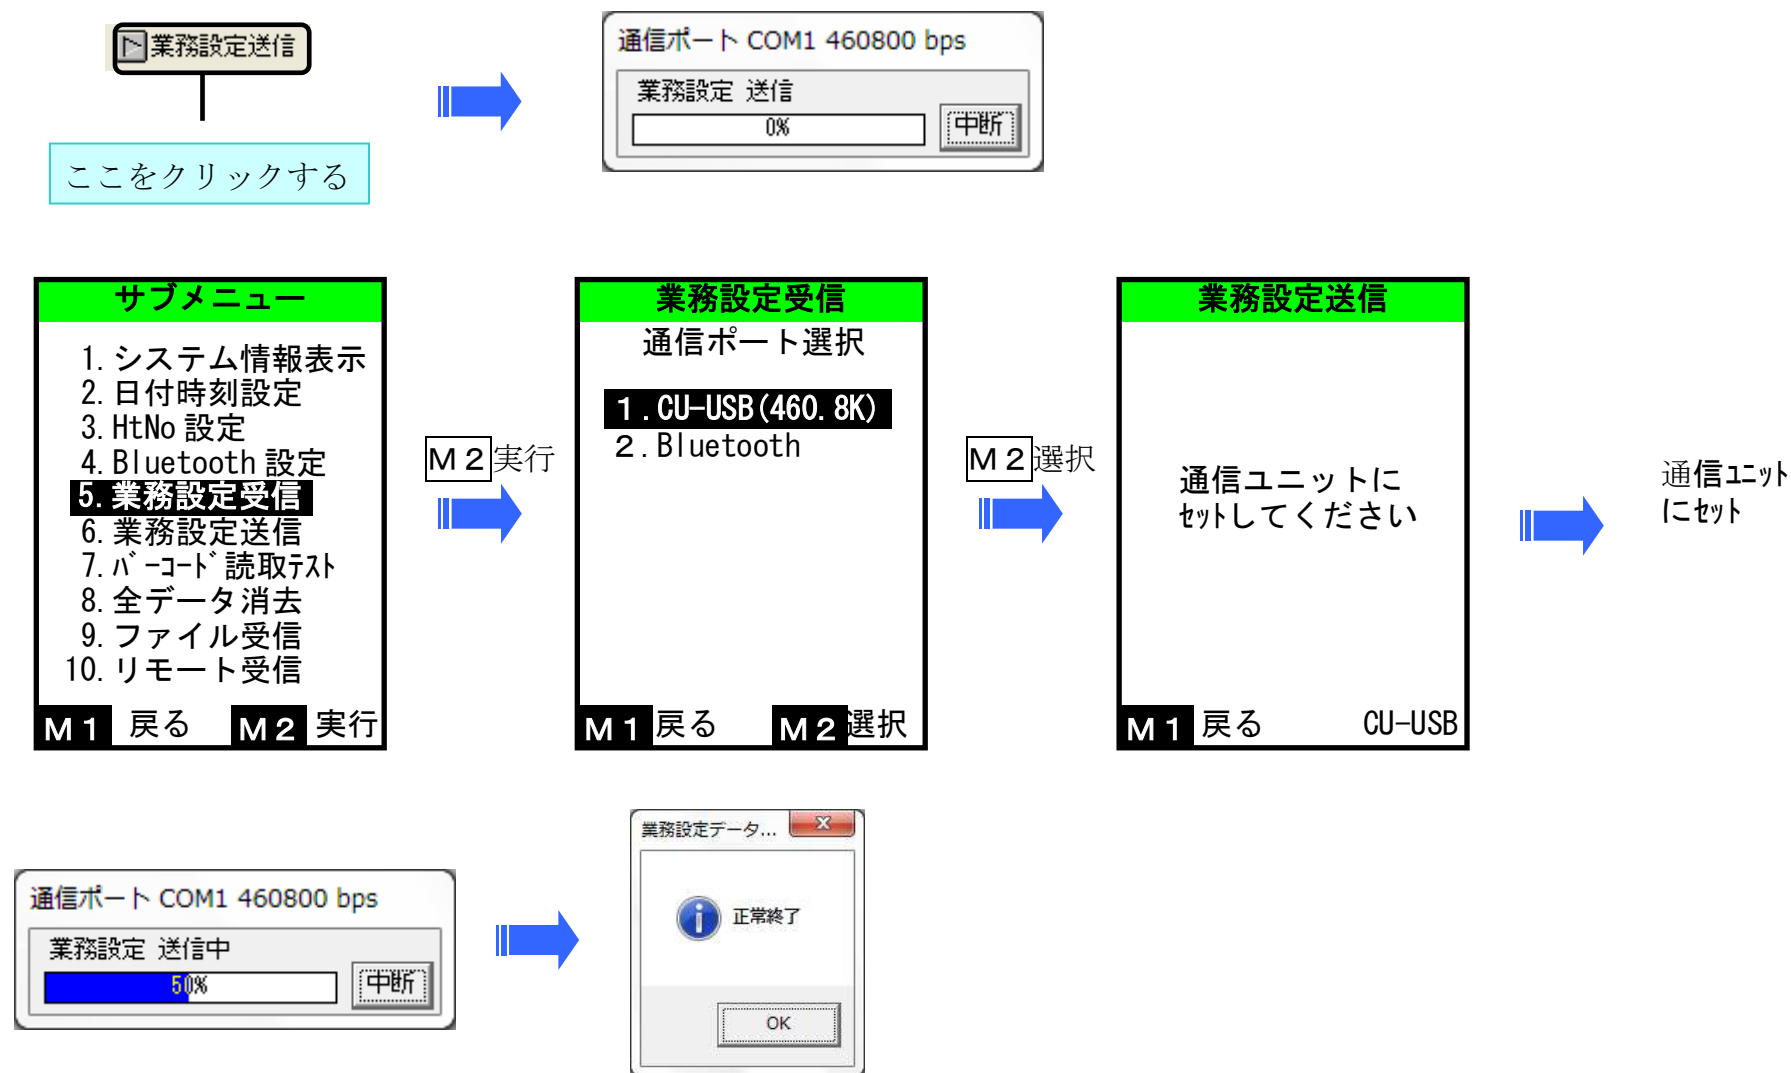 業務設定送信
通信ポート COM1 460800 bps
業務設定 送信
0%
中断
ここをクリックする
サブメニュー
1. システム情報表示
2. 日付時刻設定
3. HtNo 設定
4. Bluetooth 設定
5. 業務設定受信
6. 業務設定送信
7. ﾊﾞｰｺｰﾄﾞ読取ﾃｽﾄ
8. 全データ消去
9. ファイル受信
10. リモート受信
M1 戻る M2 実行
M2 実行
業務設定受信
通信ポート選択
1. CU-USB(460.8K)
2. Bluetooth
M1 戻る M2 選択
M2 選択
業務設定送信
通信ユニットに
ｾｯﾄしてください
M1 戻る CU-USB
通信ﾕﾆｯﾄ
にｾｯﾄ
通信ポート COM1 460800 bps
業務設定 送信中
50%
中断
業務設定データ...
正常終了
OK